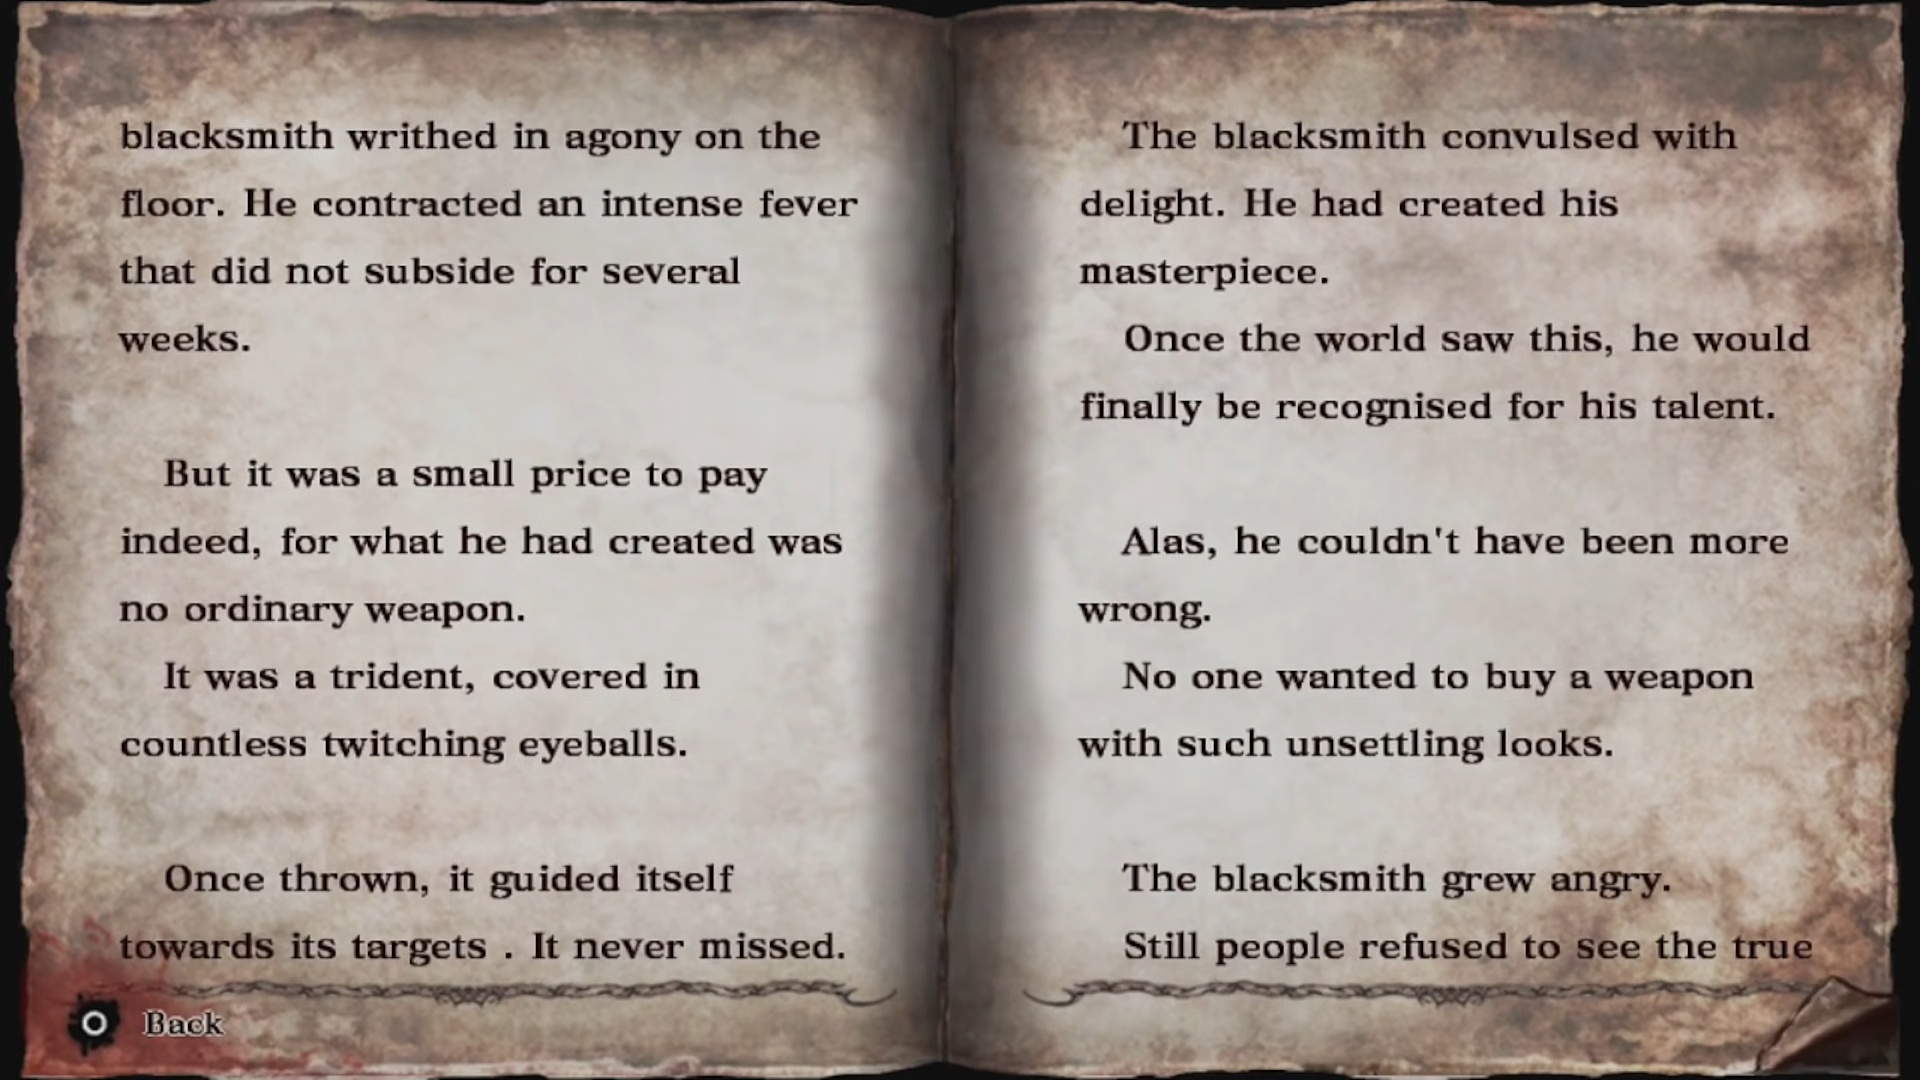 blacksmith writhed in agony on the
floor. He contracted an intense fever
that did not subside for several
weeks.
But it was a small price to pay
indeed, for what he had created was
no ordinary weapon.
It was a trident, covered in
countless twitching eyeballs.
Once thrown, it guided itself
towards its targets . It never missed.
The blacksmith convulsed with
delight. He had created his
masterpiece.
Once the world saw this, he would
finally be recognised for his talent.
Alas, he couldn't have been more
wrong.
No one wanted to buy a weapon
with such unsettling looks.
The blacksmith grew angry.
Still people refused to see the true
Back